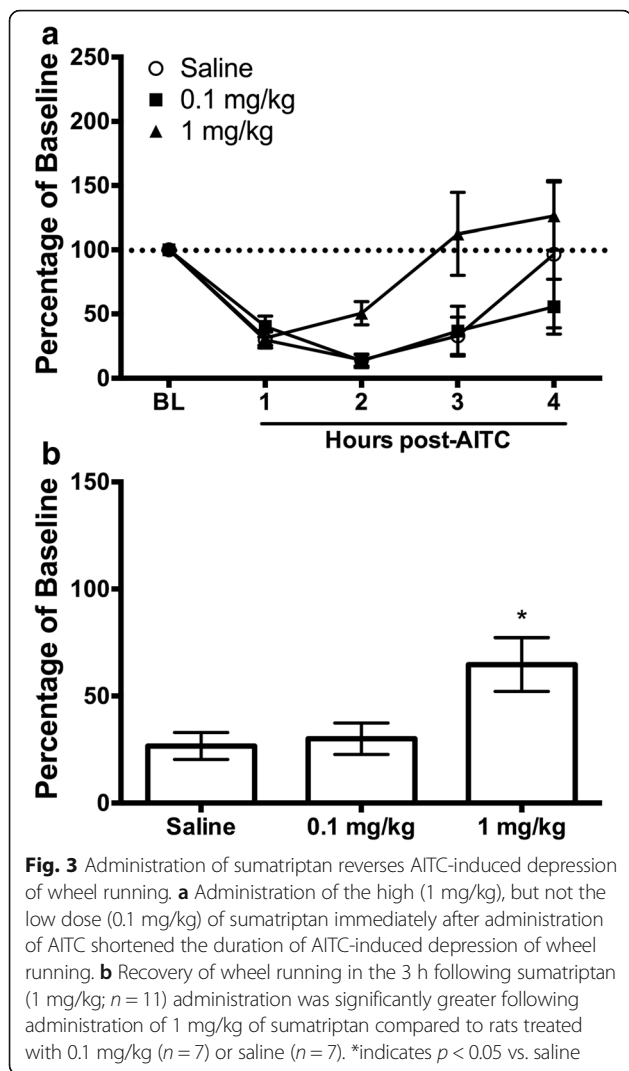 a
250
200
150
100
50
0
Percentage of Baseline
Saline
0.1 mg/kg
1 mg/kg
BL 1 2 3 4
Hours post-AITC
b
150
100
50
0
Percentage of Baseline
*
Saline 0.1 mg/kg 1 mg/kg
Fig. 3 Administration of sumatriptan reverses AITC-induced depression
of wheel running. a Administration of the high (1 mg/kg), but not the
low dose (0.1 mg/kg) of sumatriptan immediately after administration
of AITC shortened the duration of AITC-induced depression of wheel
running. b Recovery of wheel running in the 3 h following sumatriptan
(1 mg/kg; n = 11) administration was significantly greater following
administration of 1 mg/kg of sumatriptan compared to rats treated
with 0.1 mg/kg (n = 7) or saline (n = 7). *indicates p < 0.05 vs. saline